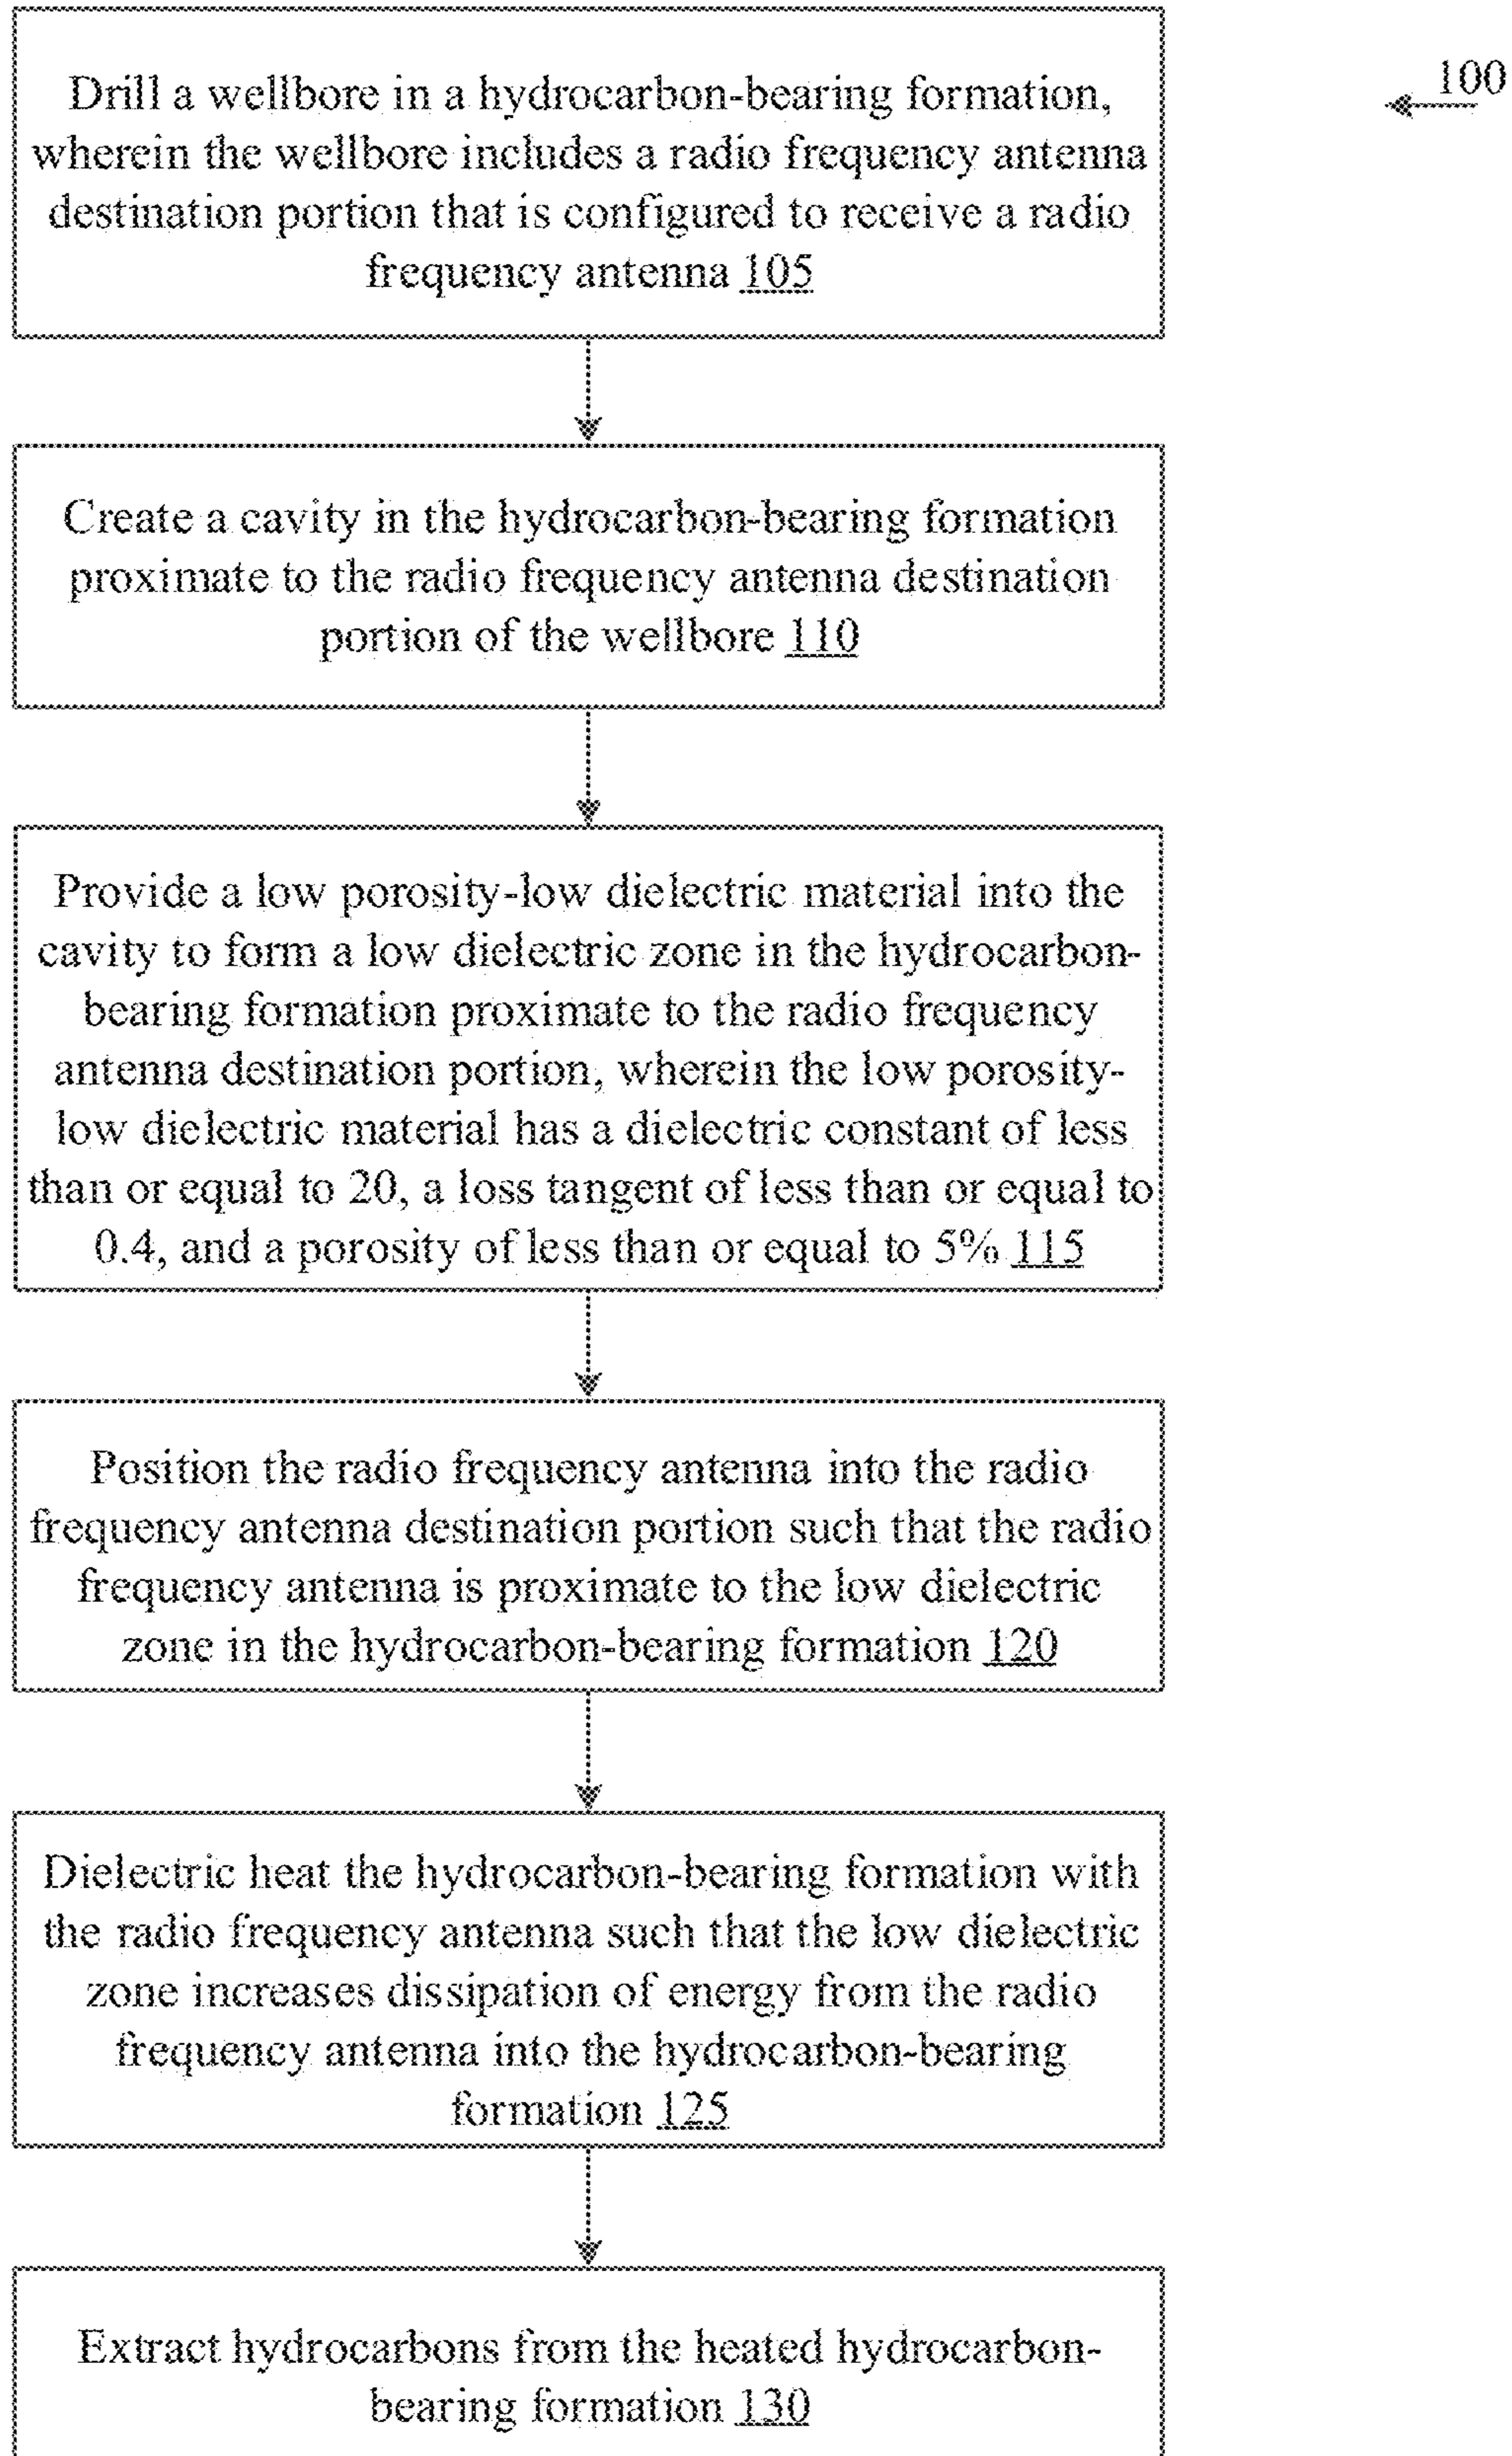 100
Drill a wellbore in a hydrocarbon-bearing formation,
wherein the wellbore includes a radio frequency antenna
destination portion that is configured to receive a radio
frequency antenna 105
Create a cavity in the hydrocarbon-bearing formation
proximate to the radio frequency antenna destination
portion of the wellbore 110
Provide a low porosity-low dielectric material into the
cavity to form a low dielectric zone in the hydrocarbon-
bearing formation proximate to the radio frequency
antenna destination portion, wherein the low porosity-
low dielectric material has a dielectric constant of less
than or equal to 20, a loss tangent of less than or equal to
0.4, and a porosity of less than or equal to 5% 115
Position the radio frequency antenna into the radio
frequency antenna destination portion such that the radio
frequency antenna is proximate to the low dielectric
zone in the hydrocarbon-bearing formation 120
Dielectric heat the hydrocarbon-bearing formation with
the radio frequency antenna such that the low dielectric
zone increases dissipation of energy from the radio
frequency antenna into the hydrocarbon-bearing
formation 125
Extract hydrocarbons from the heated hydrocarbon-
bearing formation 130